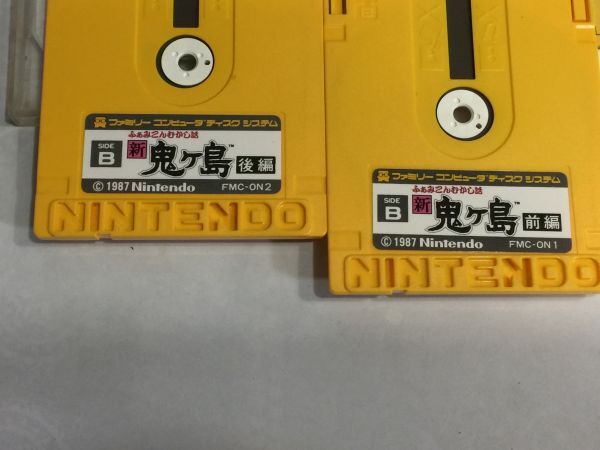 ファミリー コンピュータ ディスク システム
ふぁみこんむかし話
SIDE B 新 鬼ヶ島™ 後編
© 1987 Nintendo FMC-ON2
NINTENDO
ファミリー コンピュータ ディスク システム
ふぁみこんむかし話
SIDE B 新 鬼ヶ島™ 前編
© 1987 Nintendo FMC-ON1
NINTENDO